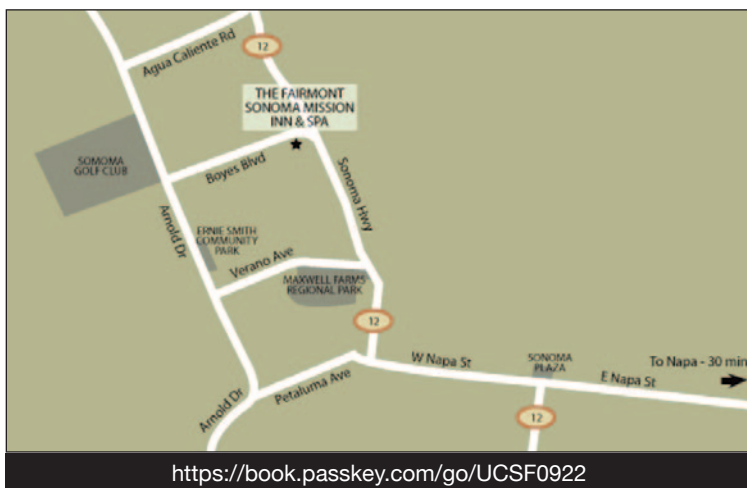 12
Agua Caliente Rd
THE FAIRMONT
SONOMA MISSION
INN & SPA
SOMOMA
GOLF CLUB
Boyes Blvd
Sonoma Hwy
Arnold Dr
ERNIE SMITH
COMMUNITY
PARK
Verano Ave
MAXWELL FARMS
REGIONAL PARK
12
W Napa St
SONOMA
PLAZA
To Napa - 30 min
E Napa St
Petaluma Ave
Arnold Dr
12
https://book.passkey.com/go/UCSF0922